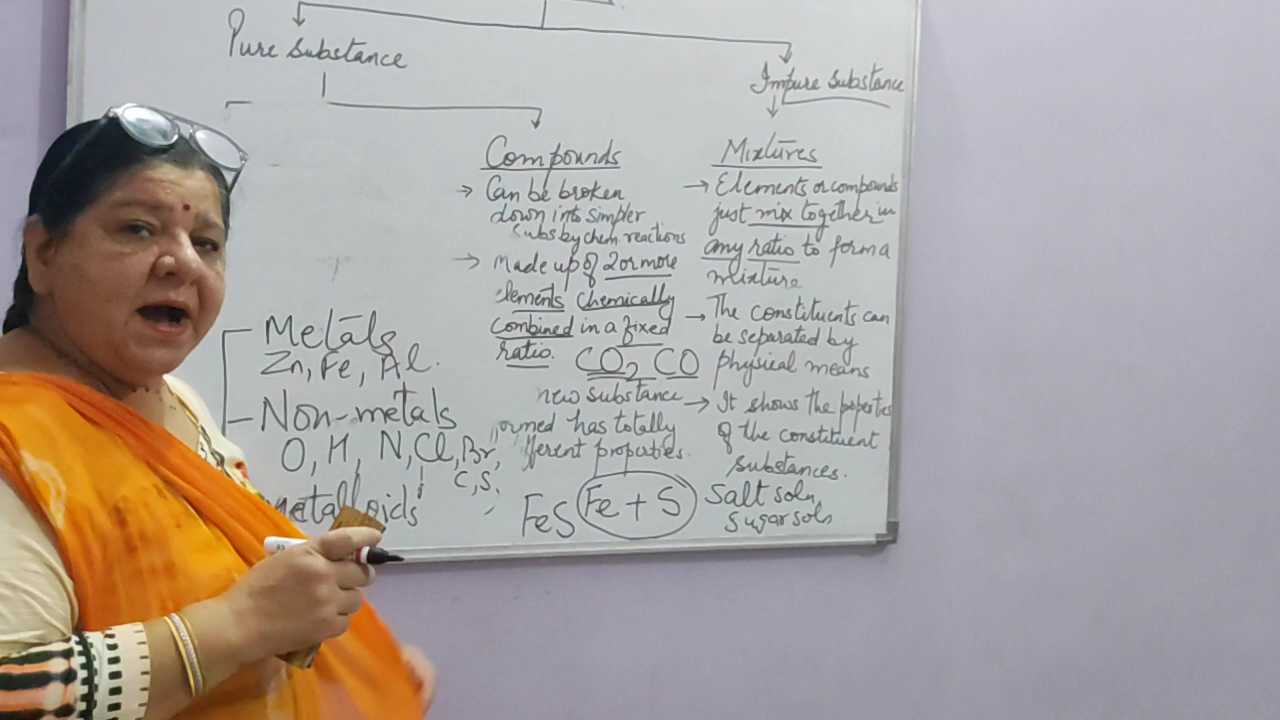 Pure substance
Impure substance
Compounds
→ Can be broken
down into simpler
subs by chem reactions
→ Made up of 2 or more
elements chemically
combined in a fixed
ratio. CO2 CO
new substance
ormed has totally
fferent properties.
FeS Fe + S
Mixtures
→ Elements or compounds
just mix together in
any ratio to form a
mixture
→ The constituents can
be separated by
physical means
→ It shows the properties
of the constituent
substances.
Salt soln,
Sugar soln
Metals
Zn, Fe, Al.
Non-metals
O, H, N, Cl, Br,
C, S,
metalloids